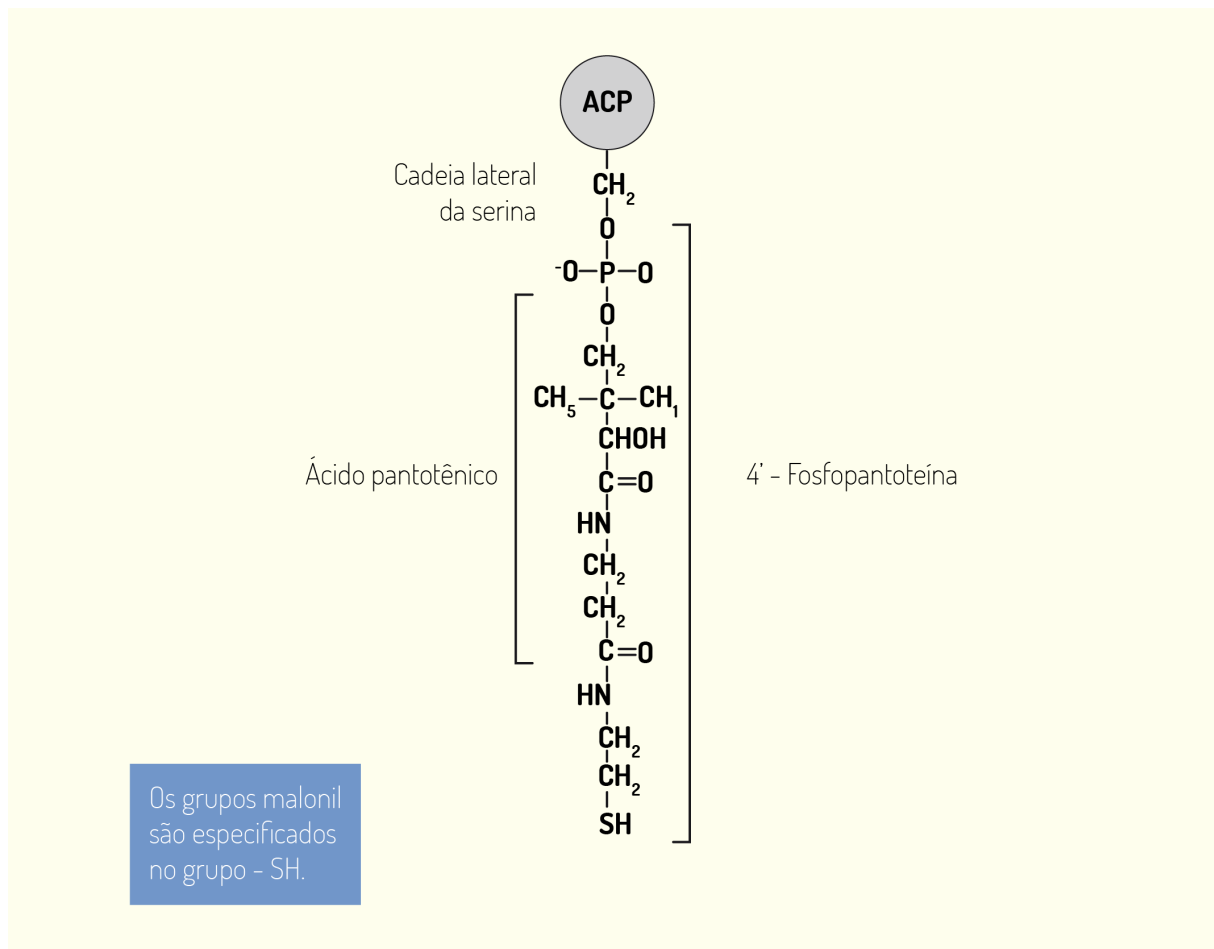 ACP
Cadeia lateral
da serina
CH₂
O
⁻O–P–O
O
CH₂
CH₅–C–CH₁
CHOH
Ácido pantotênico
4’ - Fosfopantoteína
C=O
HN
CH₂
CH₂
C=O
HN
CH₂
CH₂
SH
Os grupos malonil
são especificados
no grupo - SH.